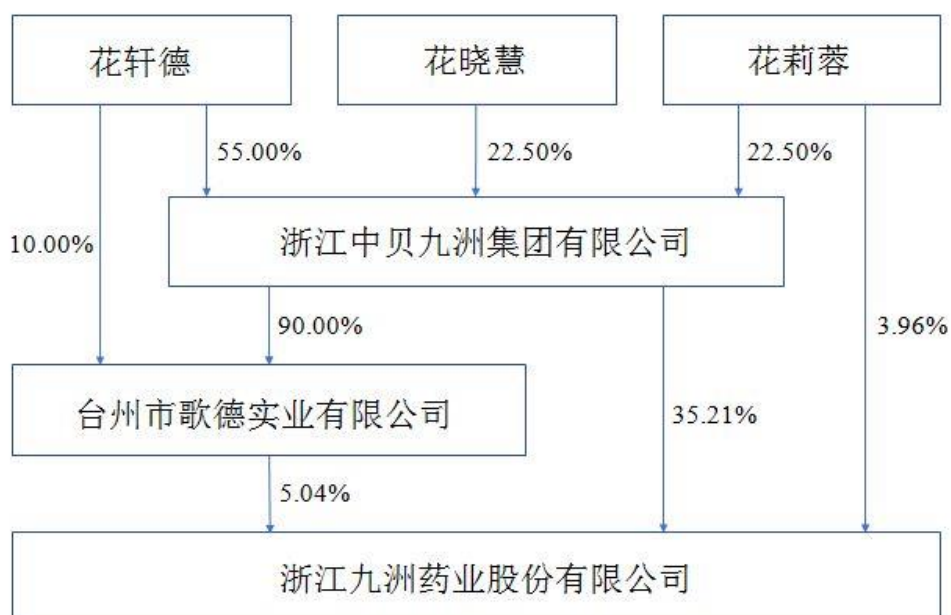 花轩德
花晓慧
花莉蓉
55.00%
22.50%
22.50%
浙江中贝九洲集团有限公司
10.00%
90.00%
3.96%
台州市歌德实业有限公司
35.21%
5.04%
浙江九洲药业股份有限公司